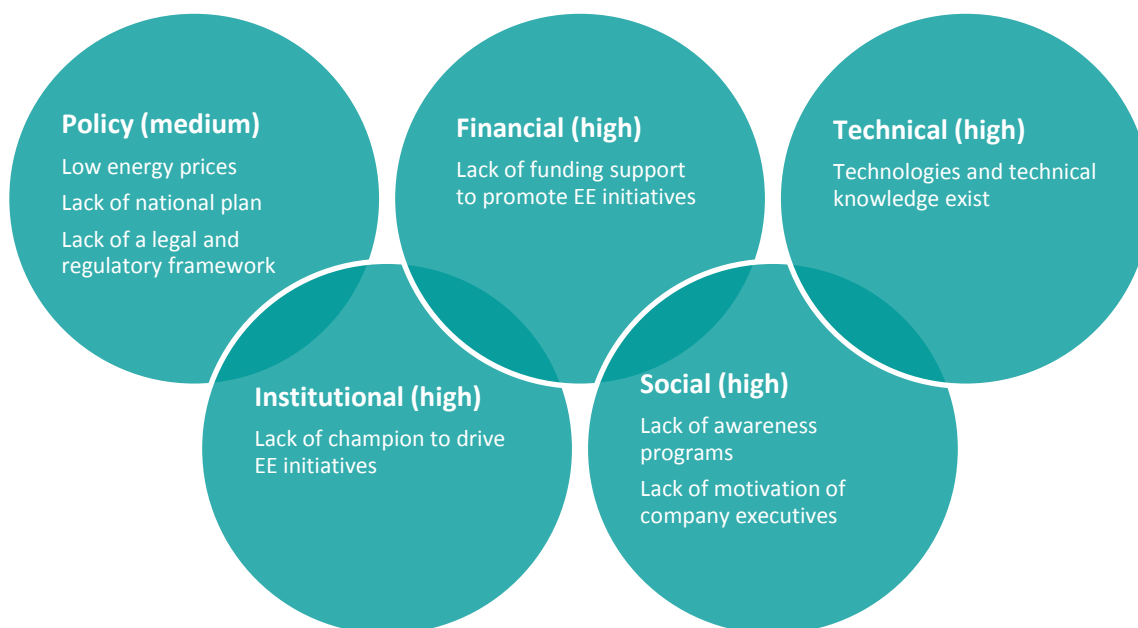 Policy (medium)
Low energy prices
Lack of national plan
Lack of a legal and
regulatory framework
Financial (high)
Lack of funding support
to promote EE initiatives
Technical (high)
Technologies and technical
knowledge exist
Institutional (high)
Lack of champion to drive
EE initiatives
Social (high)
Lack of awareness
programs
Lack of motivation of
company executives